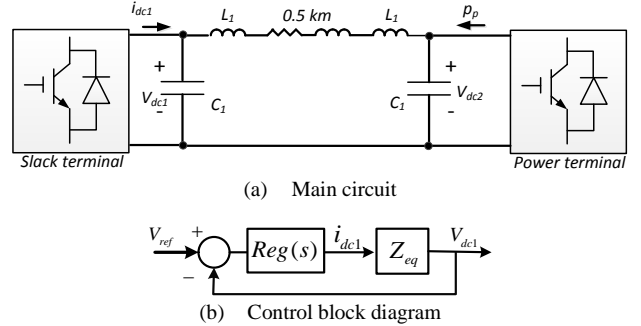 i_dc1 L_1 0.5 km L_1 p_p
+ +
V_dc1 C_1 C_1 V_dc2
- -
Slack terminal Power terminal
(a) Main circuit
V_ref + Reg(s) i_dc1 Z_eq V_dc1
−
(b) Control block diagram